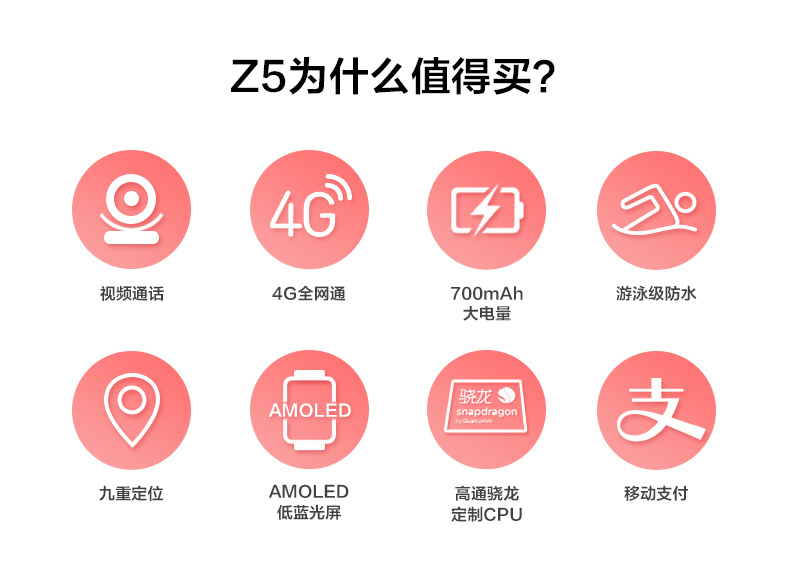 Z5为什么值得买?
4G
视频通话
4G全网通
700mAh
大电量
游泳级防水
AMOLED
骁龙
snapdragon
By Qualcomm
支
九重定位
AMOLED
低蓝光屏
高通骁龙
定制CPU
移动支付